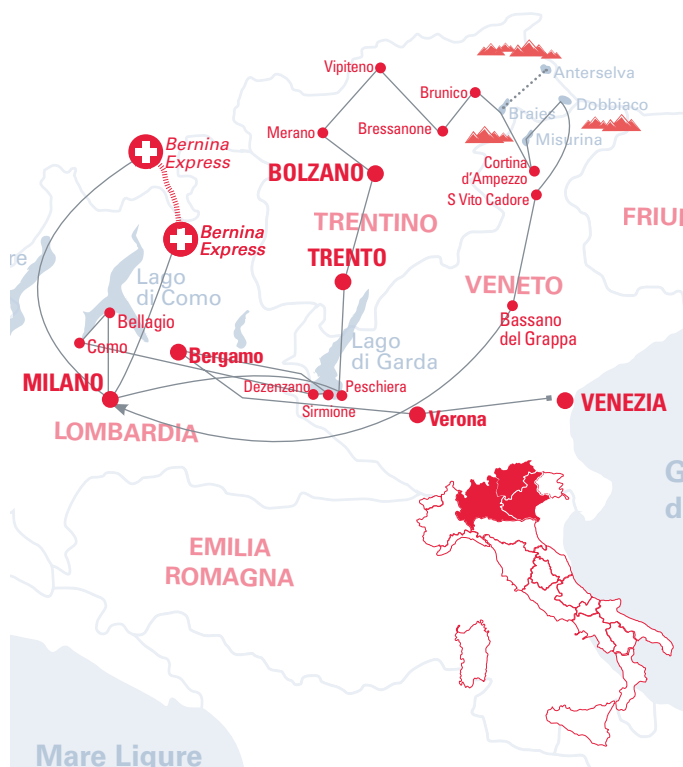 Vipiteno
Anterselva
Brunico
Braies
Dobbiaco
Merano
Bressanone
Misurina
Bernina
Express
BOLZANO
Cortina
d'Ampezzo
S Vito Cadore
TRENTINO
FRIU
Bernina
Express
re
TRENTO
Lago
di Como
VENETO
Bellagio
Bassano
del Grappa
Como
Bergamo
Lago
di Garda
MILANO
Dezenzano
Peschiera
Sirmione
Verona
VENEZIA
LOMBARDIA
G
d
EMILIA
ROMAGNA
Mare Ligure